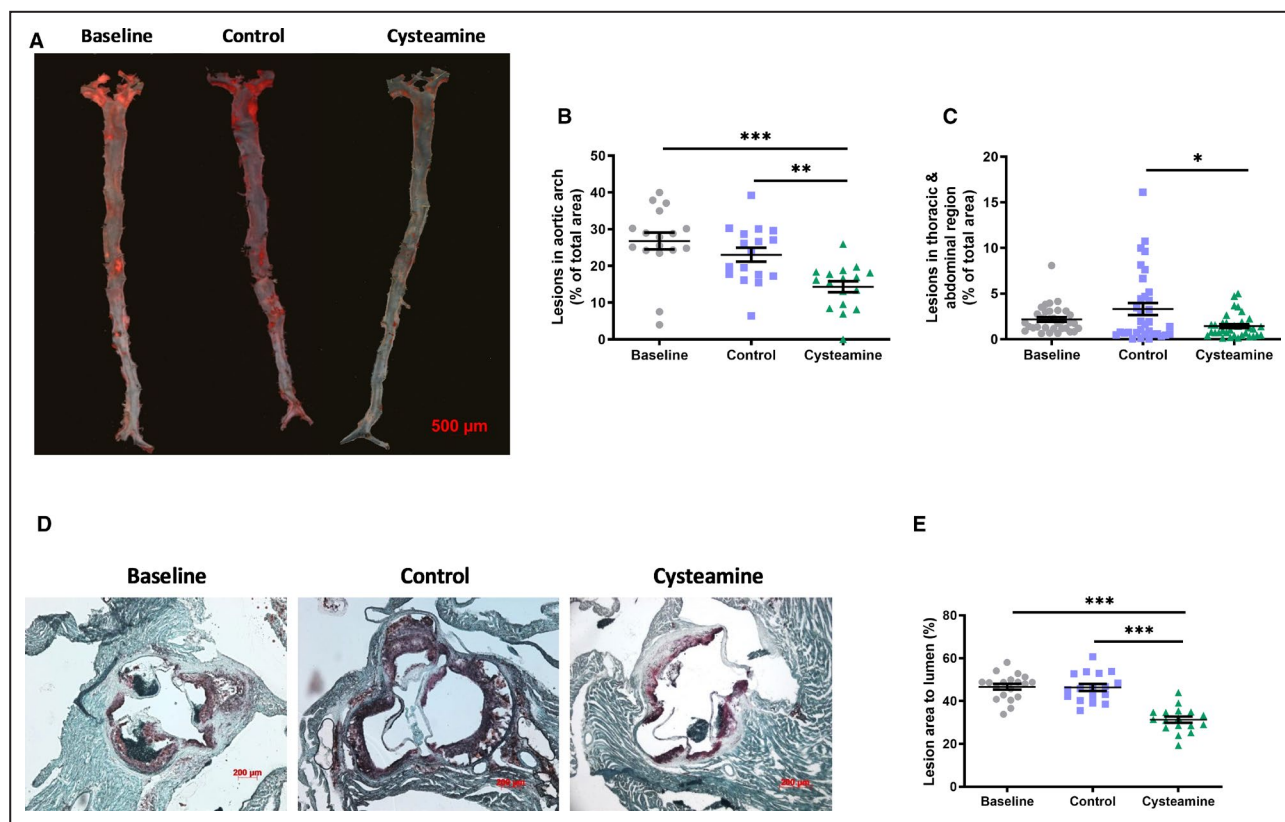 A
Baseline
Control
Cysteamine
500 µm
B
***
**
Lesions in aortic arch
(% of total area)
50
40
30
20
10
0
Baseline
Control
Cysteamine
C
*
Lesions in thoracic &
abdominal region
(% of total area)
20
15
10
5
0
Baseline
Control
Cysteamine
D
Baseline
Control
Cysteamine
200 µm
200 µm
200 µm
E
***
***
Lesion area to lumen (%)
80
60
40
20
0
Baseline
Control
Cysteamine